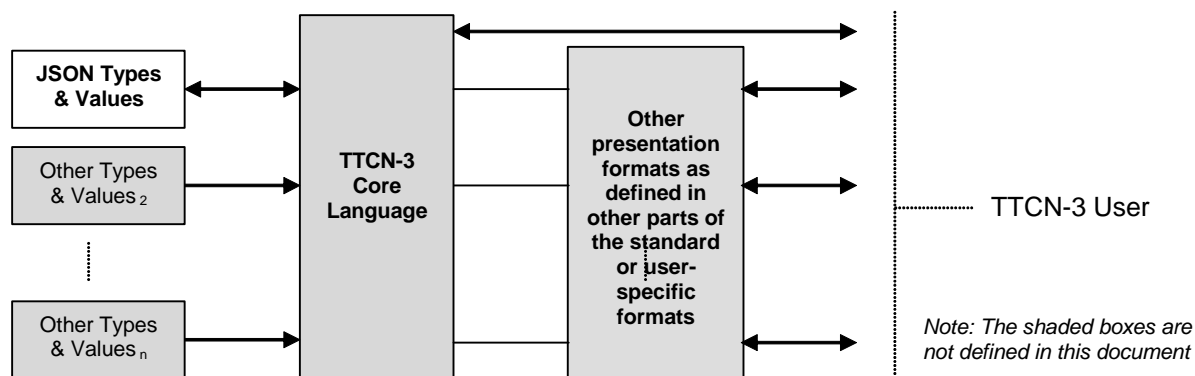 JSON Types
& Values
Other Types
& Values 2
Other Types
& Values n
TTCN-3
Core
Language
Other
presentation
formats as
defined in
other parts of
the standard
or user-
specific
formats
TTCN-3 User
Note: The shaded boxes are
not defined in this document